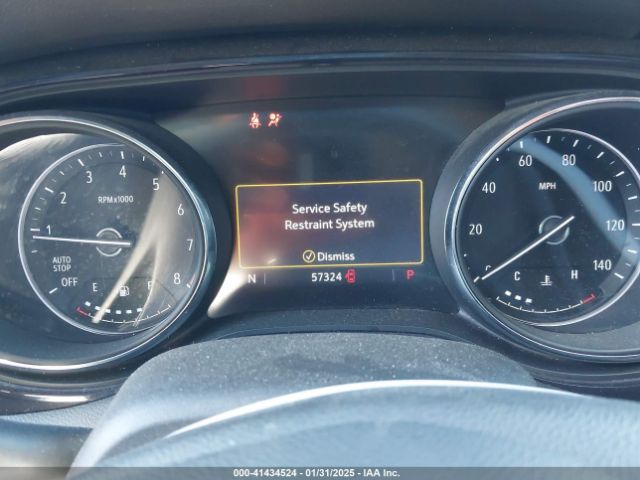 1 2 3 4 5 6 7 8
RPMx1000
AUTO
STOP
OFF
E F
Service Safety
Restraint System
Dismiss
N 57324 P
20 40 60 80 100 120 140
MPH
C H
000-41434524 - 01/31/2025 - IAA Inc.